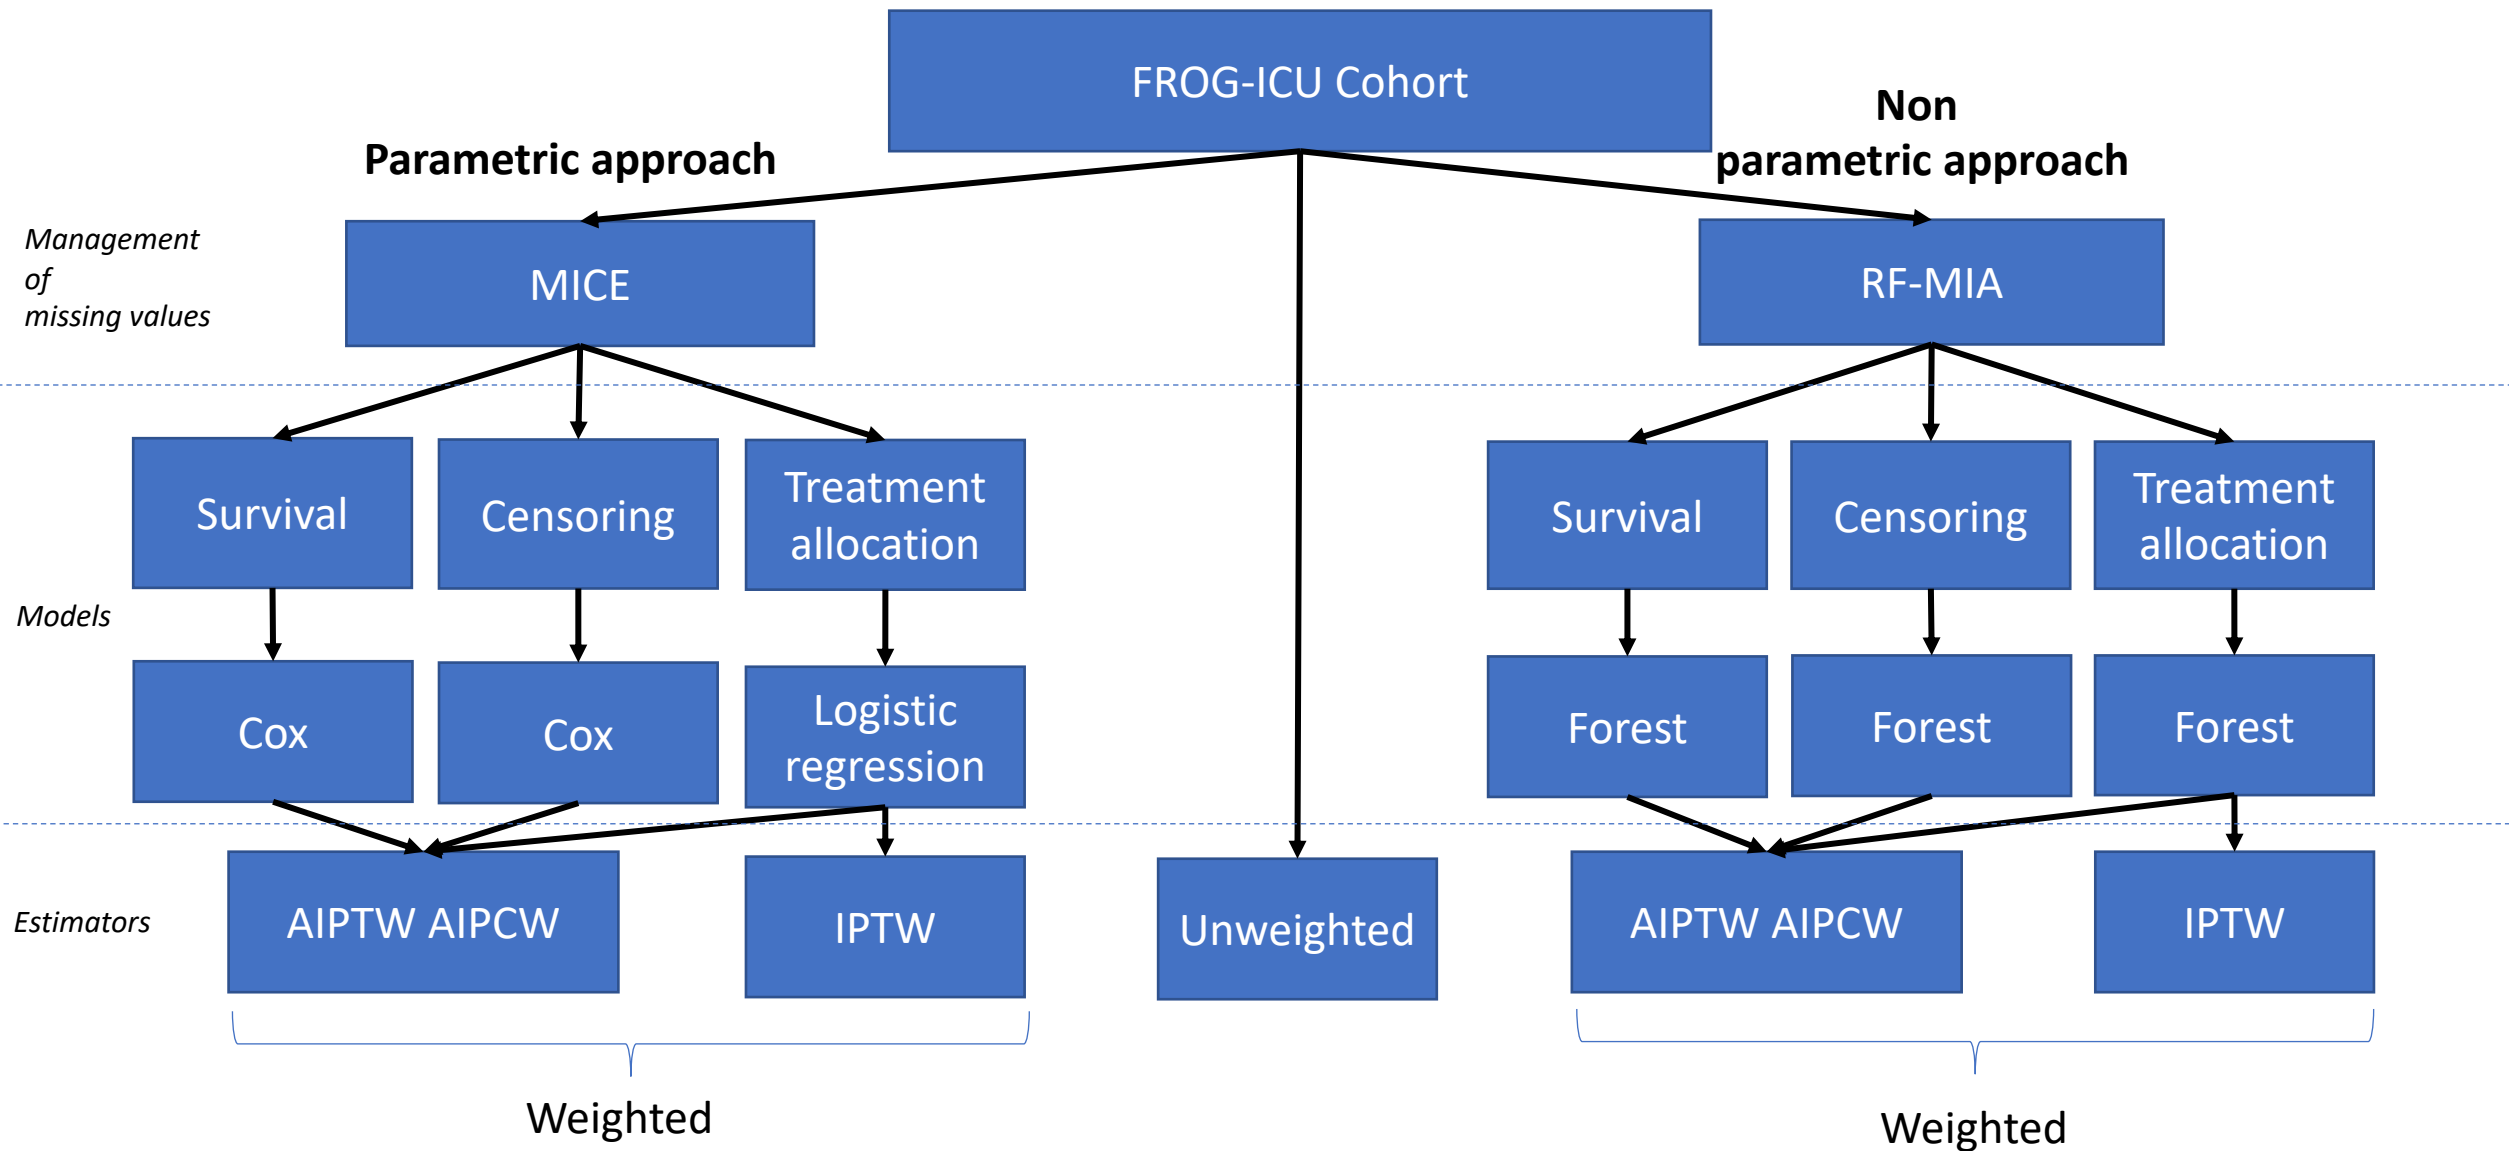 FROG-ICU Cohort
Parametric approach
Non
parametric approach
Management
of
missing values
MICE
RF-MIA
Survival
Censoring
Treatment
allocation
Survival
Censoring
Treatment
allocation
Models
Cox
Cox
Logistic
regression
Forest
Forest
Forest
Estimators
AIPTW AIPCW
IPTW
Unweighted
AIPTW AIPCW
IPTW
Weighted
Weighted